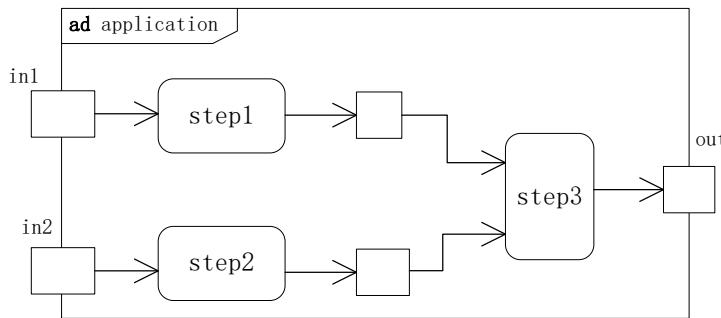 ad application
in1
step1
out
step3
in2
step2